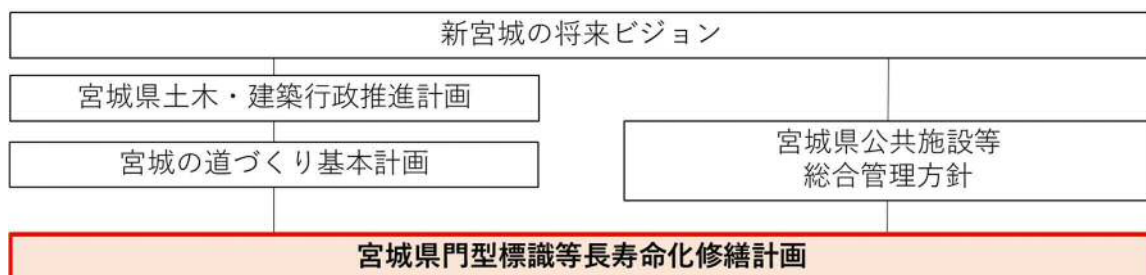 新宮城の将来ビジョン
宮城県土木・建築行政推進計画
宮城の道づくり基本計画
宮城県公共施設等
総合管理方針
宮城県門型標識等長寿命化修繕計画